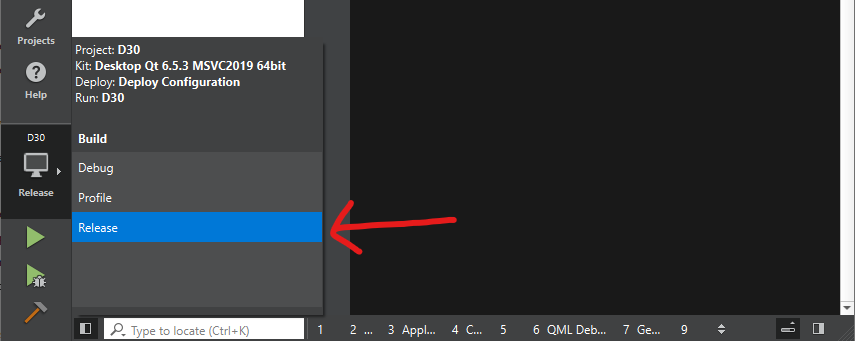 Projects
Help
D30
Release
Project: D30
Kit: Desktop Qt 6.5.3 MSVC2019 64bit
Deploy: Deploy Configuration
Run: D30
Build
Debug
Profile
Release
Type to locate (Ctrl+K)
1 2 ... 3 Appl... 4 C... 5 6 QML Deb... 7 Ge... 9